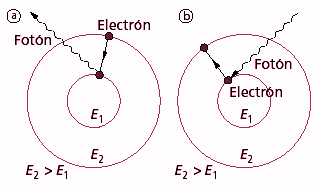 a
Electrón
Fotón
E1
E2
E2 > E1
b
Fotón
Electrón
E1
E2
E2 > E1